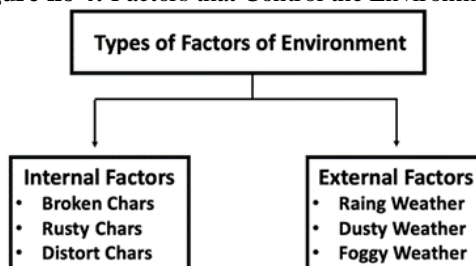 Types of Factors of Environment
Internal Factors
• Broken Chars
• Rusty Chars
• Distort Chars
External Factors
• Raing Weather
• Dusty Weather
• Foggy Weather